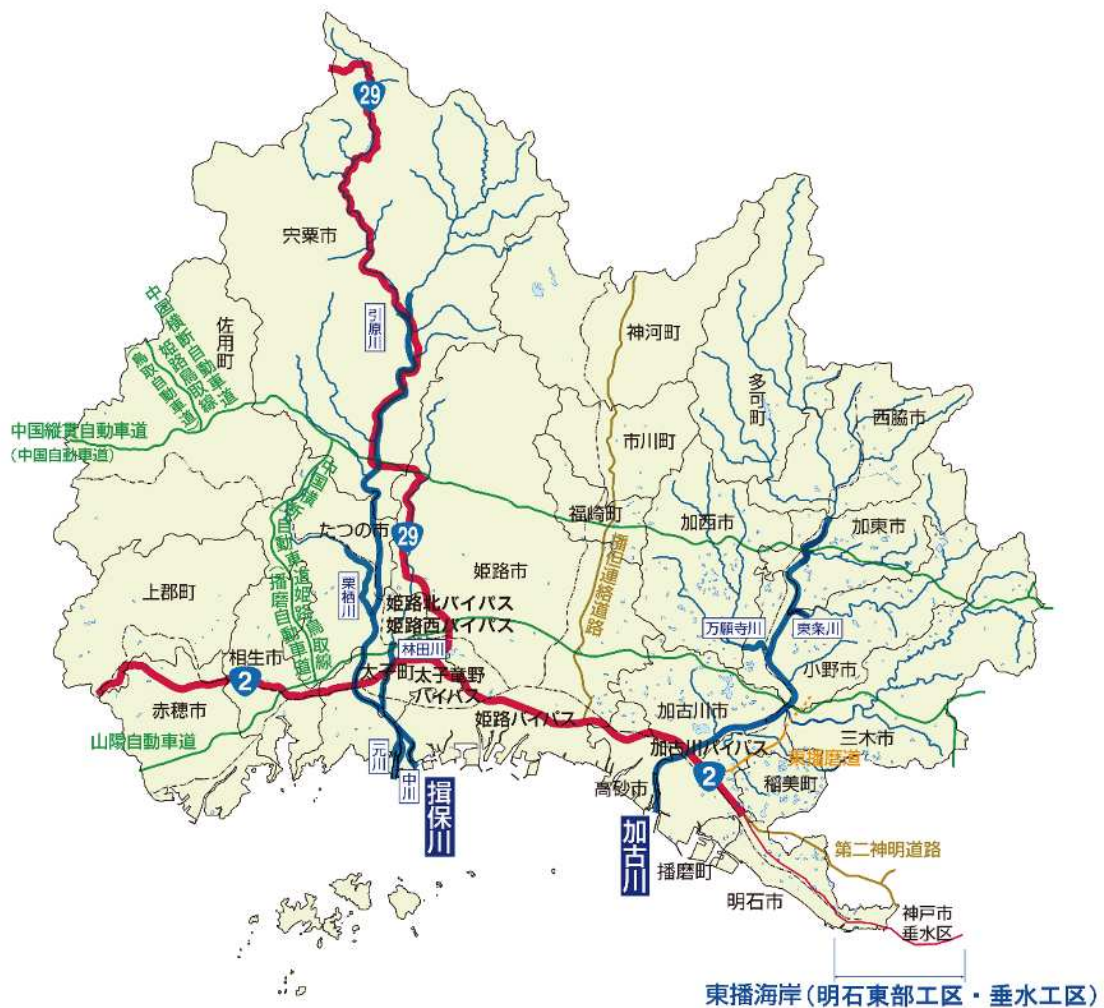 29
宍粟市
引原川
神河町
佐用町
中国横断自動車道
姫路鳥取線
鳥取自動車道
多可町
西脇市
中国縦貫自動車道
(中国自動車道)
市川町
中国横断自動車道姫路鳥取線
(播磨自動車道)
たつの市
29
福崎町
加西市
加東市
播但連絡道路
姫路市
栗栖川
上郡町
姫路北バイパス
姫路西バイパス
万願寺川
東条川
林田川
相生市
2
太子町
太子竜野
バイパス
小野市
赤穂市
姫路バイパス
加古川市
山陽自動車道
加古川バイパス
三木市
東播磨道
元川
中川
2
稲美町
高砂市
揖保川
加古川
第二神明道路
播磨町
明石市
神戸市
垂水区
東播海岸(明石東部工区・垂水工区)